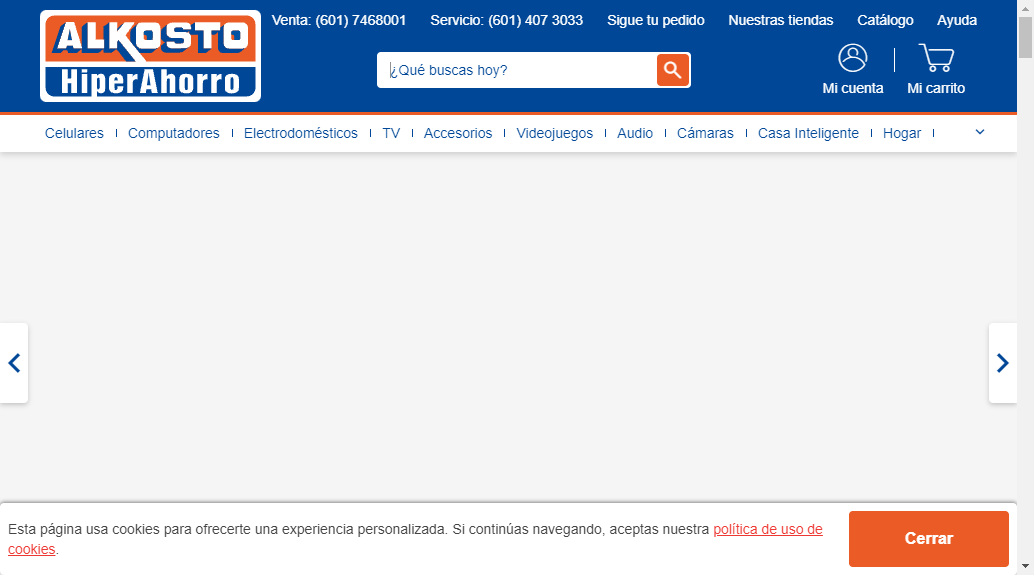 ALKOSTO
HiperAhorro
Venta: (601) 7468001 Servicio: (601) 407 3033 Sigue tu pedido Nuestras tiendas Catálogo Ayuda
¿Qué buscas hoy?
Mi cuenta Mi carrito
Celulares Computadores Electrodomésticos TV Accesorios Videojuegos Audio Cámaras Casa Inteligente Hogar
Esta página usa cookies para ofrecerte una experiencia personalizada. Si continúas navegando, aceptas nuestra política de uso de
cookies.
Cerrar